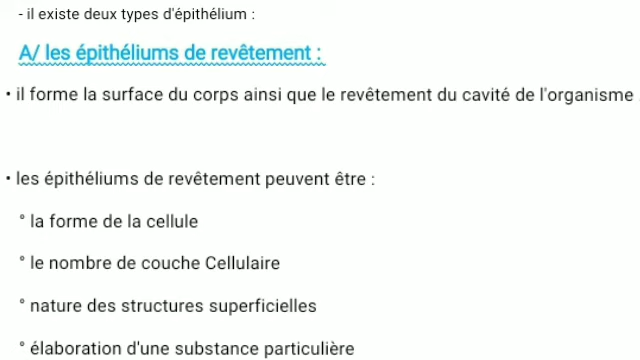 - il existe deux types d'épithélium :
A/ les épithéliums de revêtement :
• il forme la surface du corps ainsi que le revêtement du cavité de l'organisme
• les épithéliums de revêtement peuvent être :
° la forme de la cellule
° le nombre de couche Cellulaire
° nature des structures superficielles
° élaboration d'une substance particulière